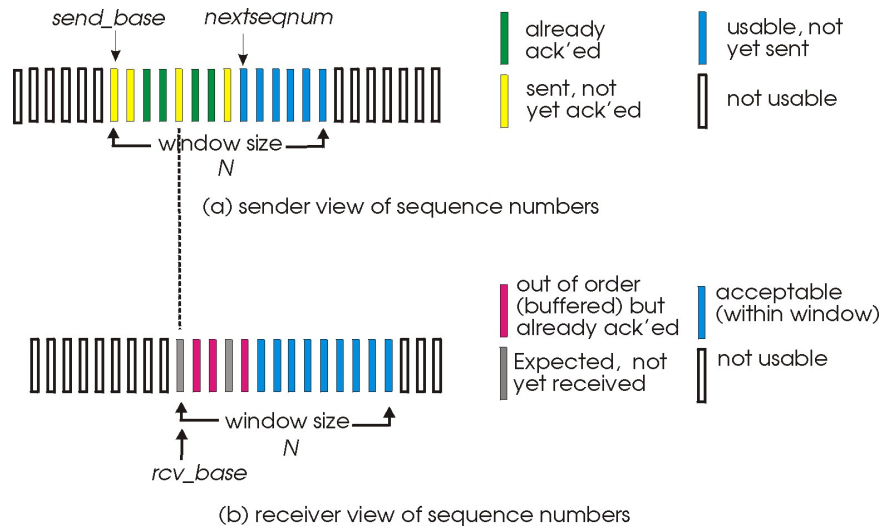 send_base
nextseqnum
already
ack'ed
usable, not
yet sent
sent, not
yet ack'ed
not usable
window size
N
(a) sender view of sequence numbers
out of order
(buffered) but
already ack'ed
acceptable
(within window)
Expected, not
yet received
not usable
window size
N
rcv_base
(b) receiver view of sequence numbers